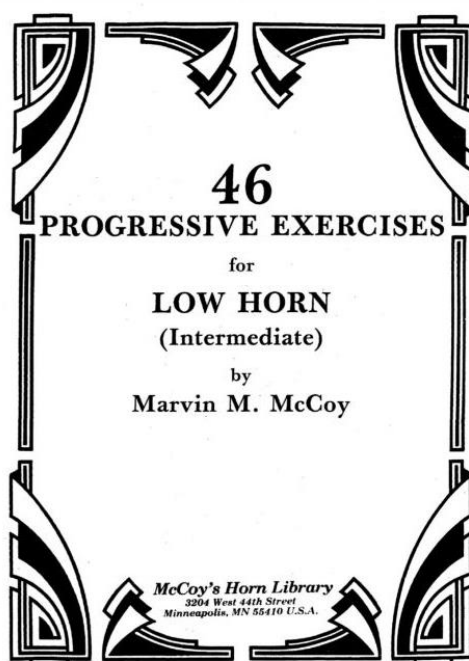 46
PROGRESSIVE EXERCISES
for
LOW HORN
(Intermediate)
by
Marvin M. McCoy
McCoy's Horn Library
3204 West 44th Street
Minneapolis, MN 55410 U.S.A.